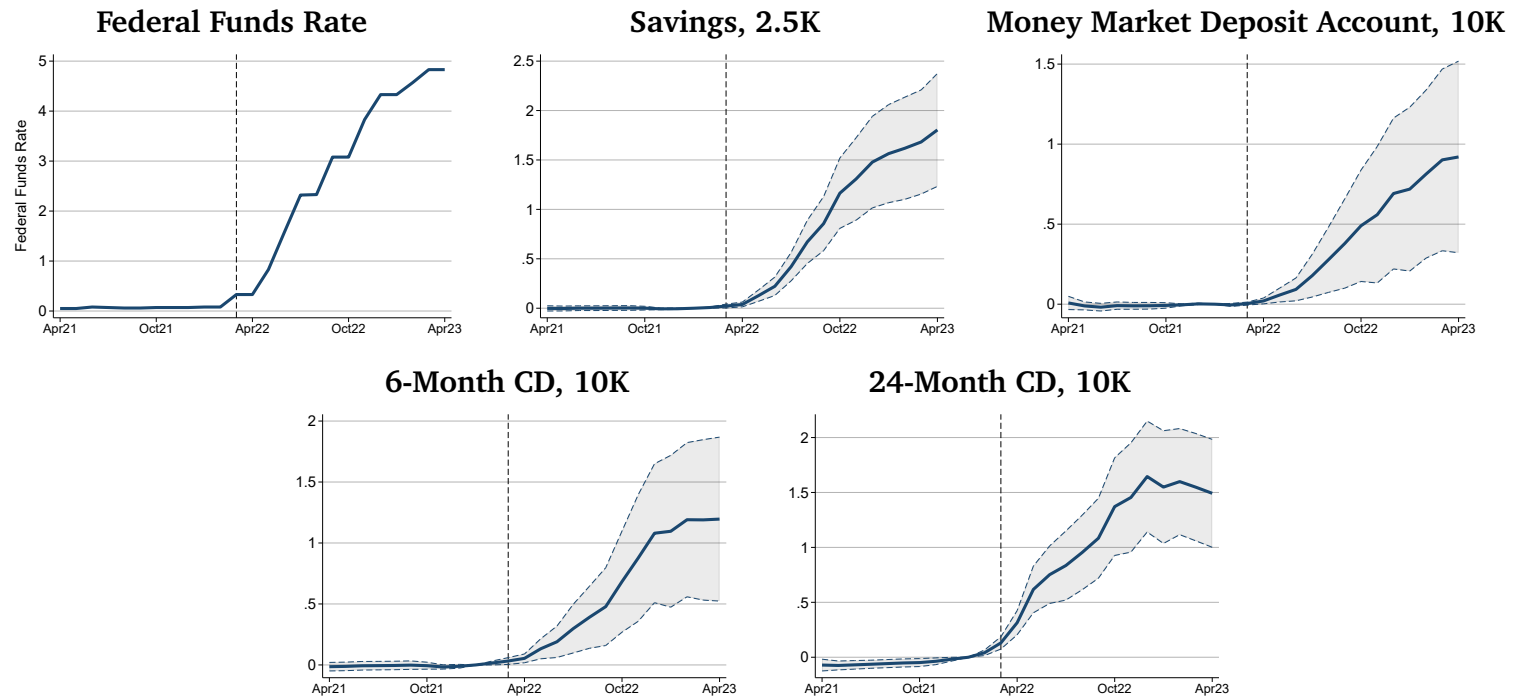 Federal Funds Rate
5
4
3
2
1
0
Federal Funds Rate
Apr21 Oct21 Apr22 Oct22 Apr23
Savings, 2.5K
2.5
2
1.5
1
.5
0
Apr21 Oct21 Apr22 Oct22 Apr23
Money Market Deposit Account, 10K
1.5
1
.5
0
Apr21 Oct21 Apr22 Oct22 Apr23
6-Month CD, 10K
2
1.5
1
.5
0
Apr21 Oct21 Apr22 Oct22 Apr23
24-Month CD, 10K
2
1.5
1
.5
0
Apr21 Oct21 Apr22 Oct22 Apr23